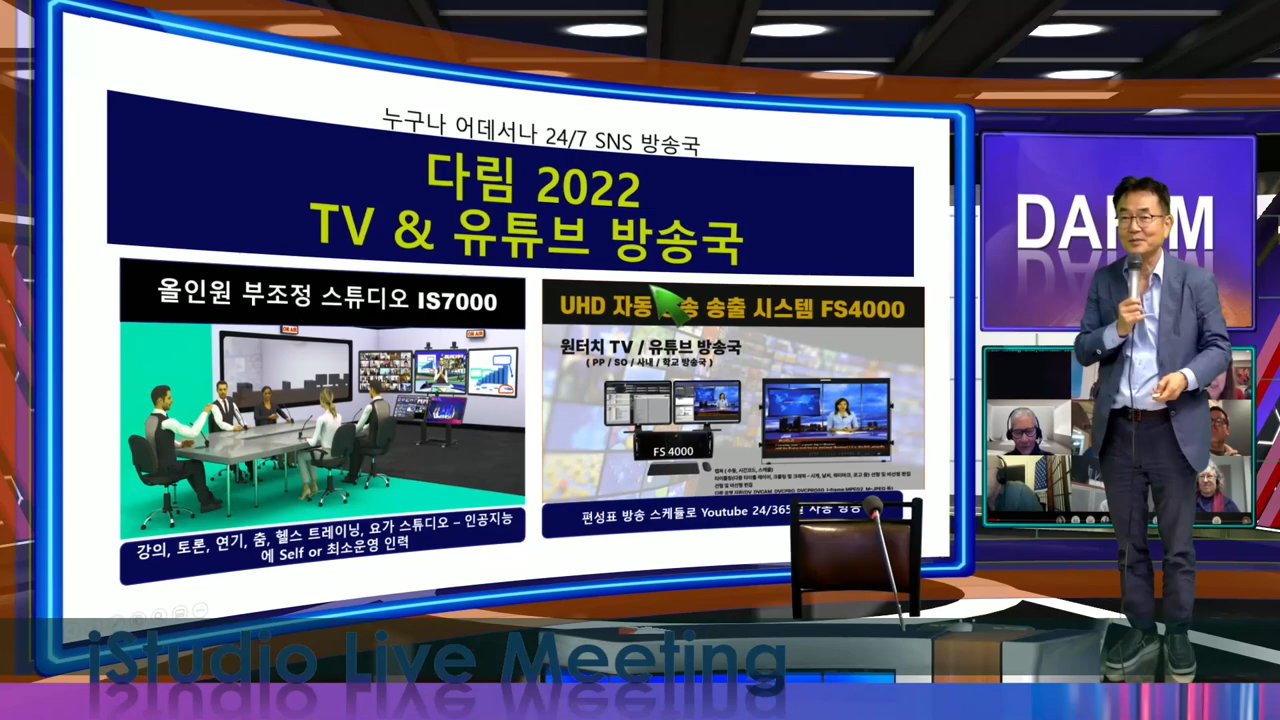 누구나 어데서나 24/7 SNS 방송국
다림 2022
TV & 유튜브 방송국
올인원 부조정 스튜디오 IS7000
ON AIR
ON AIR
강의, 토론, 연기, 춤, 헬스 트레이닝, 요가 스튜디오 – 인공지능
에 Self or 최소운영 인력
UHD 자동 송 송출 시스템 FS4000
원터치 TV / 유튜브 방송국
( PP / SO / 사내 / 학교 방송국 )
FS 4000
편성표 방송 스케들로 Youtube 24/365
DA M
iStudio Live Meeting